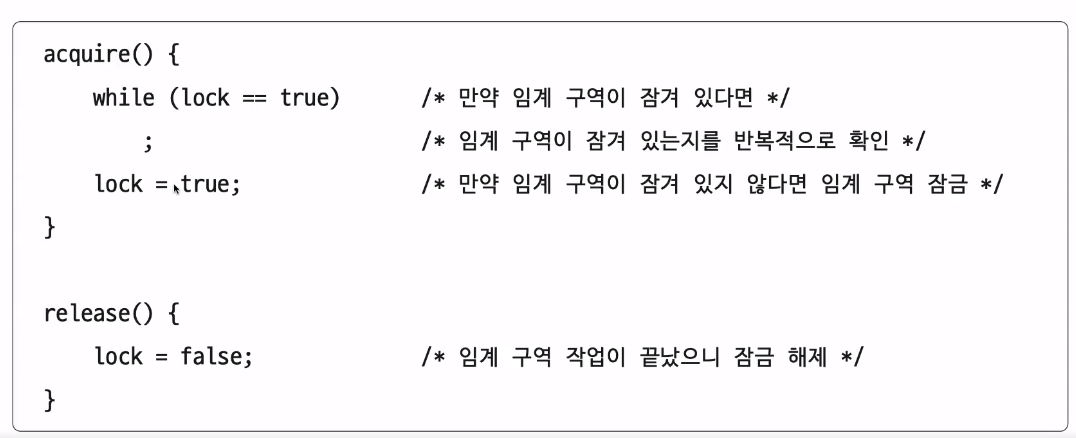 acquire() {
while (lock == true) /* 만약 임계 구역이 잠겨 있다면 */
; /* 임계 구역이 잠겨 있는지를 반복적으로 확인 */
lock = true; /* 만약 임계 구역이 잠겨 있지 않다면 임계 구역 잠금 */
}
release() {
lock = false; /* 임계 구역 작업이 끝났으니 잠금 해제 */
}